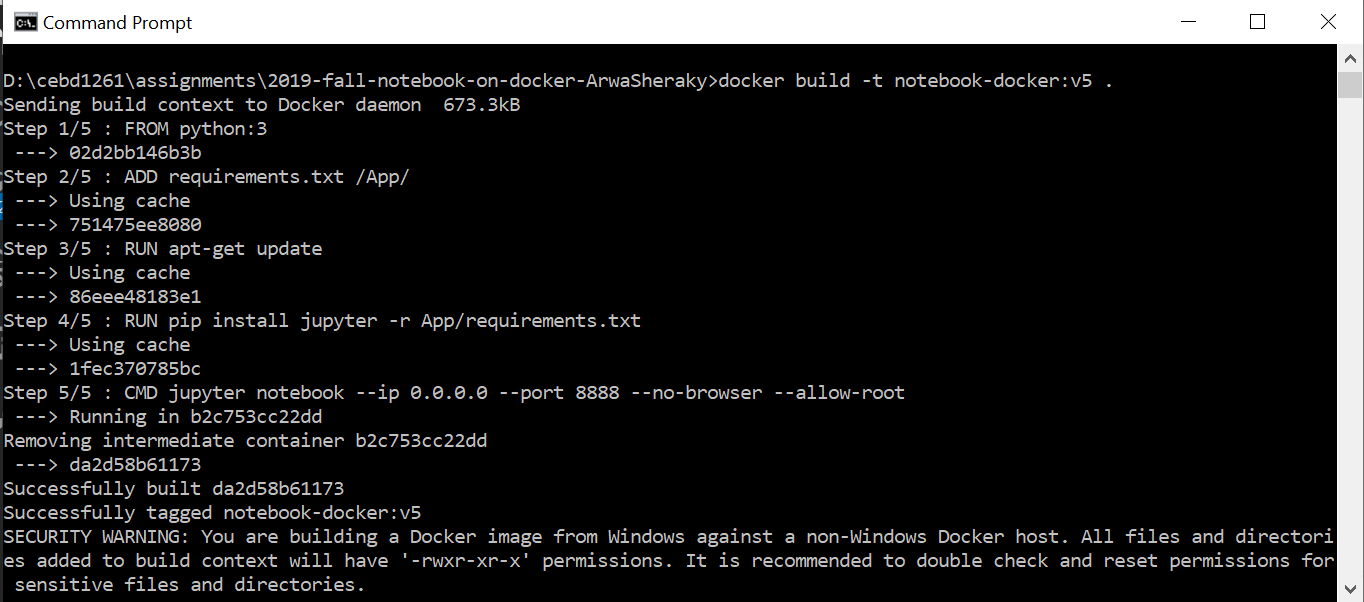 Command Prompt
D:\cebd1261\assignments\2019-fall-notebook-on-docker-ArwaSheraky>docker build -t notebook-docker:v5 .
Sending build context to Docker daemon  673.3kB
Step 1/5 : FROM python:3
 ---> 02d2bb146b3b
Step 2/5 : ADD requirements.txt /App/
 ---> Using cache
 ---> 751475ee8080
Step 3/5 : RUN apt-get update
 ---> Using cache
 ---> 86eee48183e1
Step 4/5 : RUN pip install jupyter -r App/requirements.txt
 ---> Using cache
 ---> 1fec370785bc
Step 5/5 : CMD jupyter notebook --ip 0.0.0.0 --port 8888 --no-browser --allow-root
 ---> Running in b2c753cc22dd
Removing intermediate container b2c753cc22dd
 ---> da2d58b61173
Successfully built da2d58b61173
Successfully tagged notebook-docker:v5
SECURITY WARNING: You are building a Docker image from Windows against a non-Windows Docker host. All files and directori
es added to build context will have '-rwxr-xr-x' permissions. It is recommended to double check and reset permissions for
 sensitive files and directories.